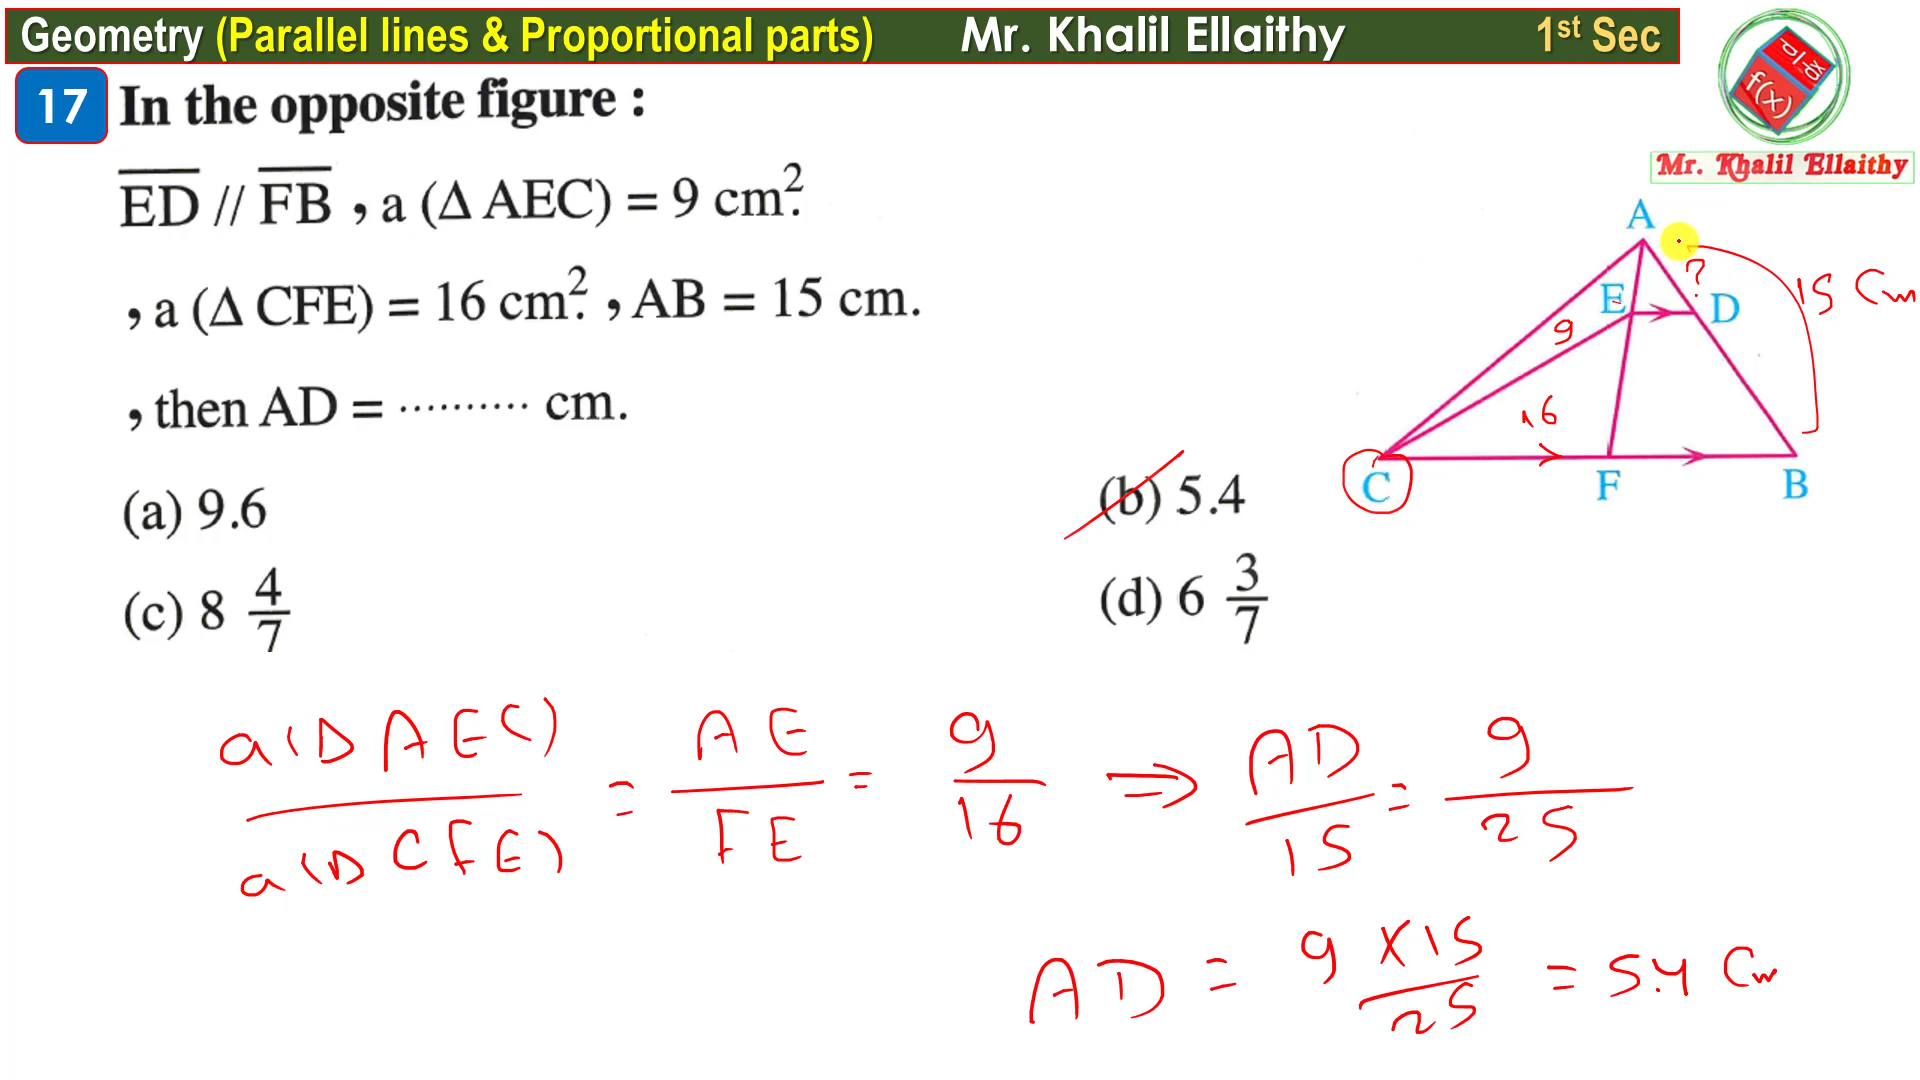 Geometry (Parallel lines & Proportional parts) Mr. Khalil Ellaithy 1st Sec
f(x)
Mr. Khalil Ellaithy
17 In the opposite figure :
ED // FB , a (Δ AEC) = 9 cm².
, a (Δ CFE) = 16 cm². , AB = 15 cm.
, then AD = ·········· cm.
(a) 9.6
(b) 5.4
(c) 8 4/7
(d) 6 3/7
A
?
15 Cm
E
D
9
16
C
F
B
a(Δ AEC) / a(Δ CFE) = AE / FE = 9 / 16 ⇒ AD / 15 = 9 / 25
AD = 9 × 15 / 25 = 5.4 Cm